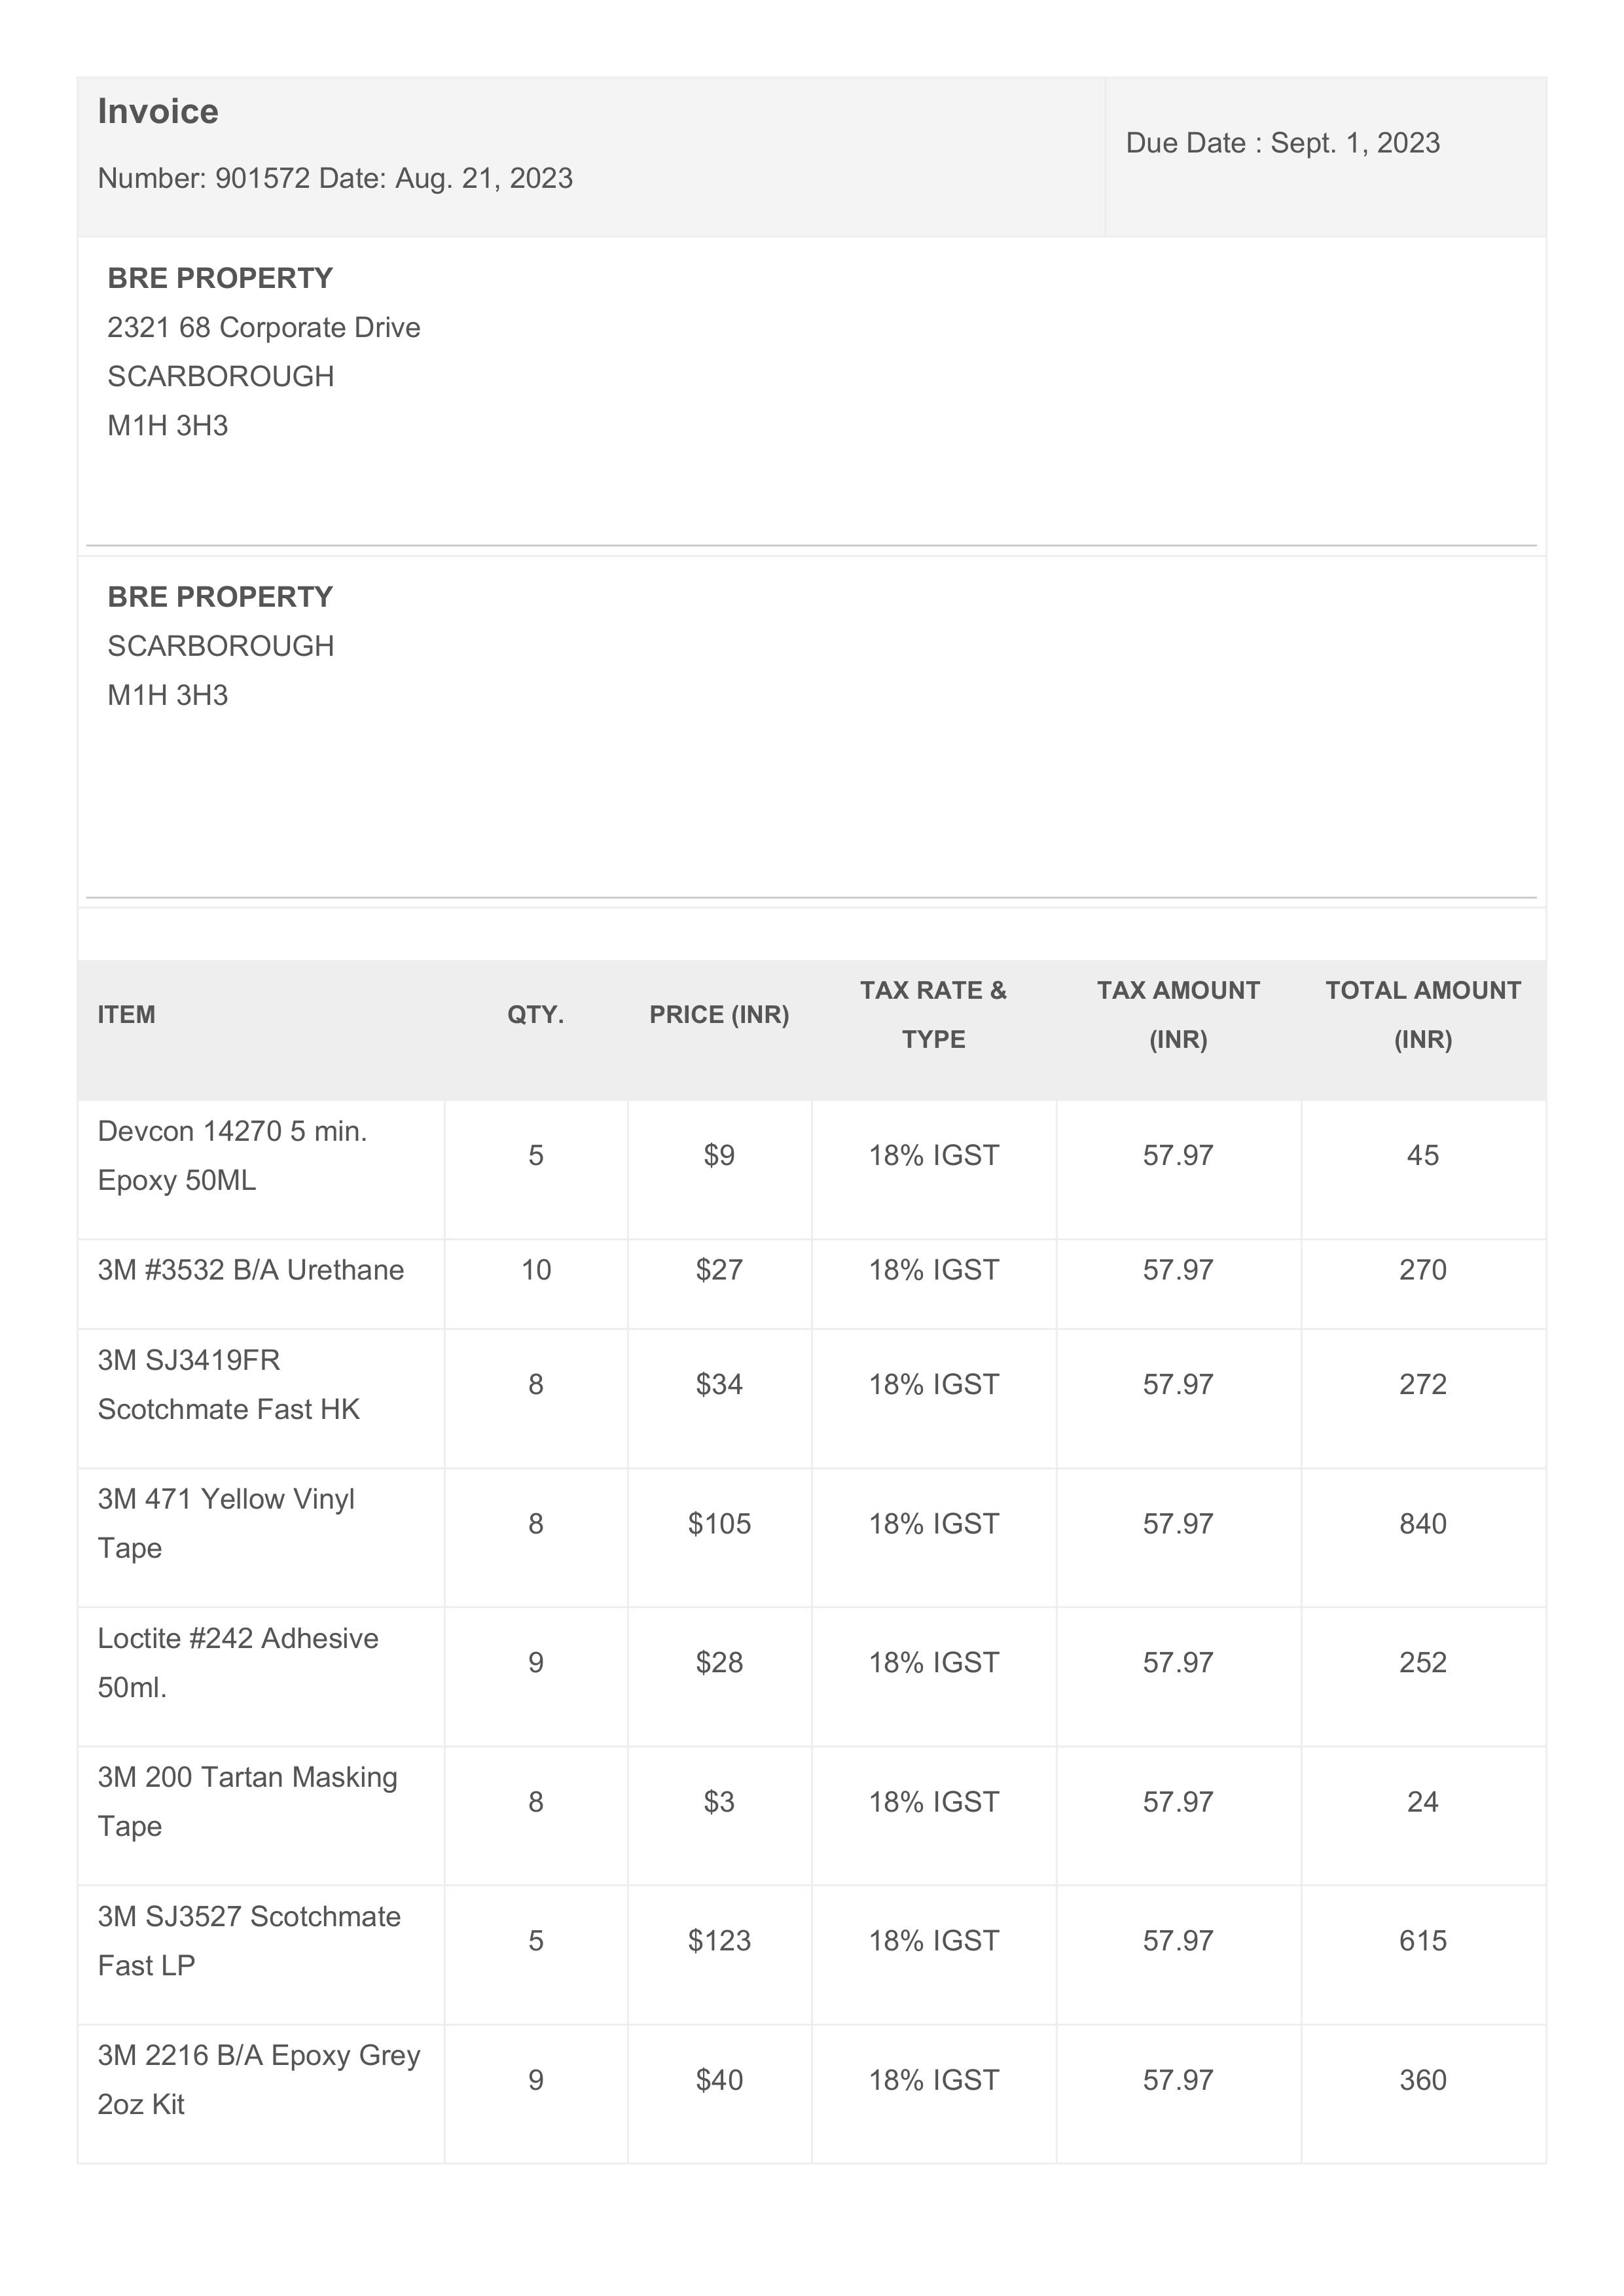 Invoice
Number: 901572 Date: Aug. 21, 2023
Due Date : Sept. 1, 2023
BRE PROPERTY
2321 68 Corporate Drive
SCARBOROUGH
M1H 3H3
BRE PROPERTY
SCARBOROUGH
M1H 3H3
ITEM QTY. PRICE (INR) TAX RATE & TYPE TAX AMOUNT (INR) TOTAL AMOUNT (INR)
Devcon 14270 5 min.
Epoxy 50ML
5 $9 18% IGST 57.97 45
3M #3532 B/A Urethane 10 $27 18% IGST 57.97 270
3M SJ3419FR
Scotchmate Fast HK
8 $34 18% IGST 57.97 272
3M 471 Yellow Vinyl
Tape
8 $105 18% IGST 57.97 840
Loctite #242 Adhesive
50ml.
9 $28 18% IGST 57.97 252
3M 200 Tartan Masking
Tape
8 $3 18% IGST 57.97 24
3M SJ3527 Scotchmate
Fast LP
5 $123 18% IGST 57.97 615
3M 2216 B/A Epoxy Grey
2oz Kit
9 $40 18% IGST 57.97 360